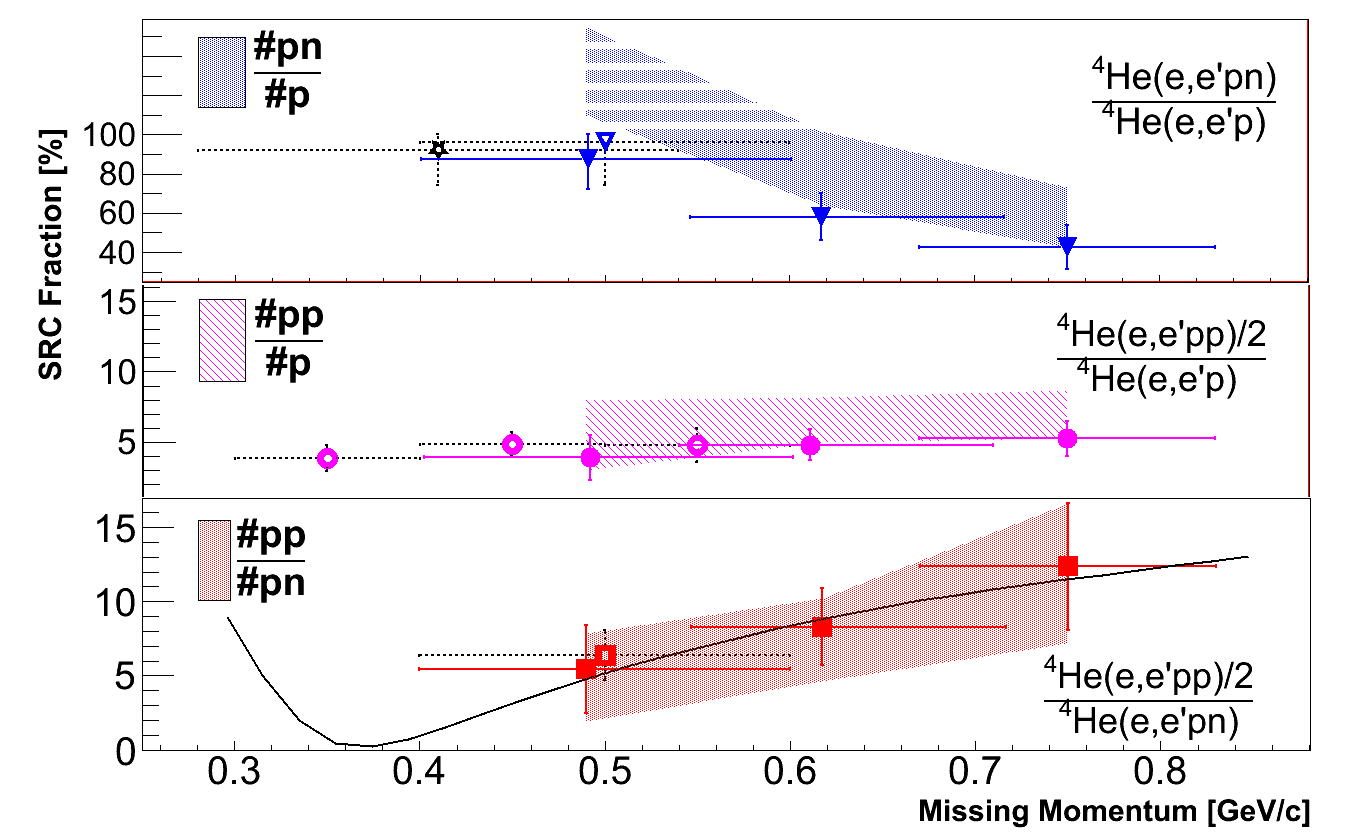 SRC Fraction [%]
#pn
#p
100
80
60
40
⁴He(e,e'pn)
⁴He(e,e'p)
#pp
#p
15
10
5
⁴He(e,e'pp)/2
⁴He(e,e'p)
#pp
#pn
15
10
5
0
⁴He(e,e'pp)/2
⁴He(e,e'pn)
0.3 0.4 0.5 0.6 0.7 0.8
Missing Momentum [GeV/c]